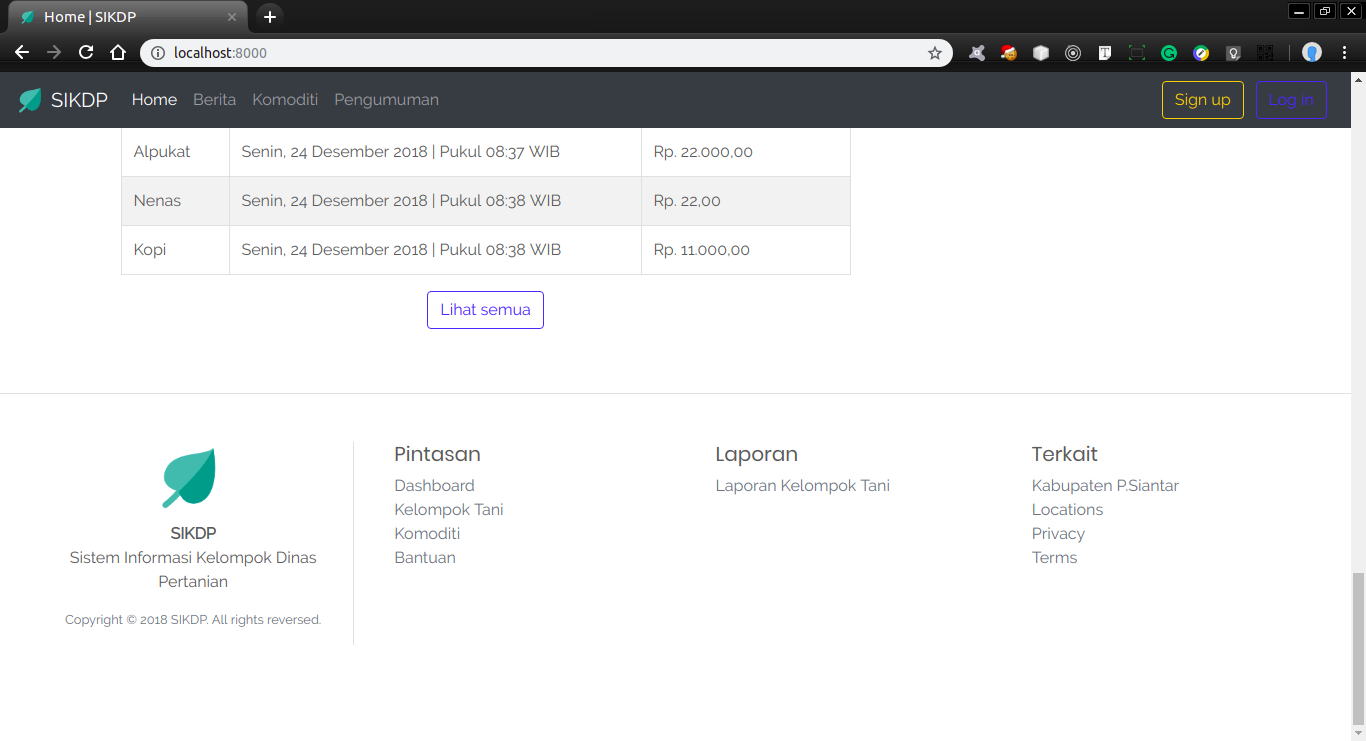 Home | SIKDP
localhost:8000
SIKDP Home Berita Komoditi Pengumuman Sign up Log in
Alpukat Senin, 24 Desember 2018 | Pukul 08:37 WIB Rp. 22.000,00
Nenas Senin, 24 Desember 2018 | Pukul 08:38 WIB Rp. 22,00
Kopi Senin, 24 Desember 2018 | Pukul 08:38 WIB Rp. 11.000,00
Lihat semua
SIKDP
Sistem Informasi Kelompok Dinas
Pertanian
Copyright © 2018 SIKDP. All rights reversed.
Pintasan
Dashboard
Kelompok Tani
Komoditi
Bantuan
Laporan
Laporan Kelompok Tani
Terkait
Kabupaten P.Siantar
Locations
Privacy
Terms